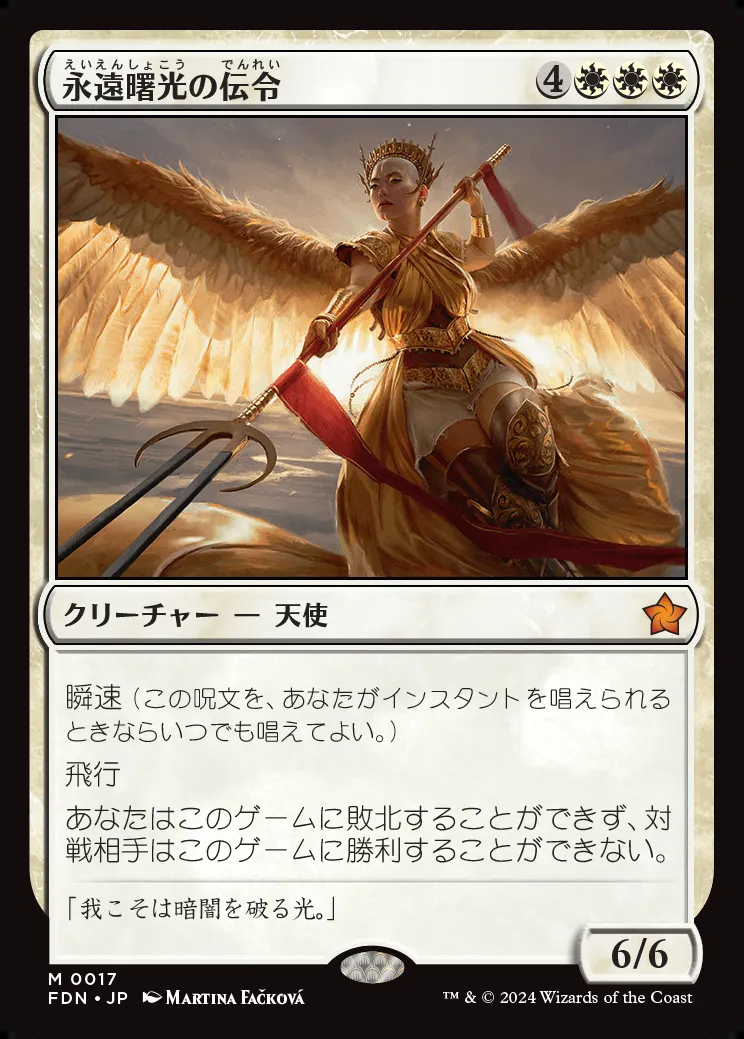 えいえんしょこう でんれい
永遠曙光の伝令
4
クリーチャー — 天使
瞬速（この呪文を、あなたがインスタントを唱えられる
ときならいつでも唱えてよい。）
飛行
あなたはこのゲームに敗北することができず、対
戦相手はこのゲームに勝利することができない。
「我こそは暗闇を破る光。」
6/6
M 0017
FDN • JP MARTINA FAČKOVÁ
™ & © 2024 Wizards of the Coast